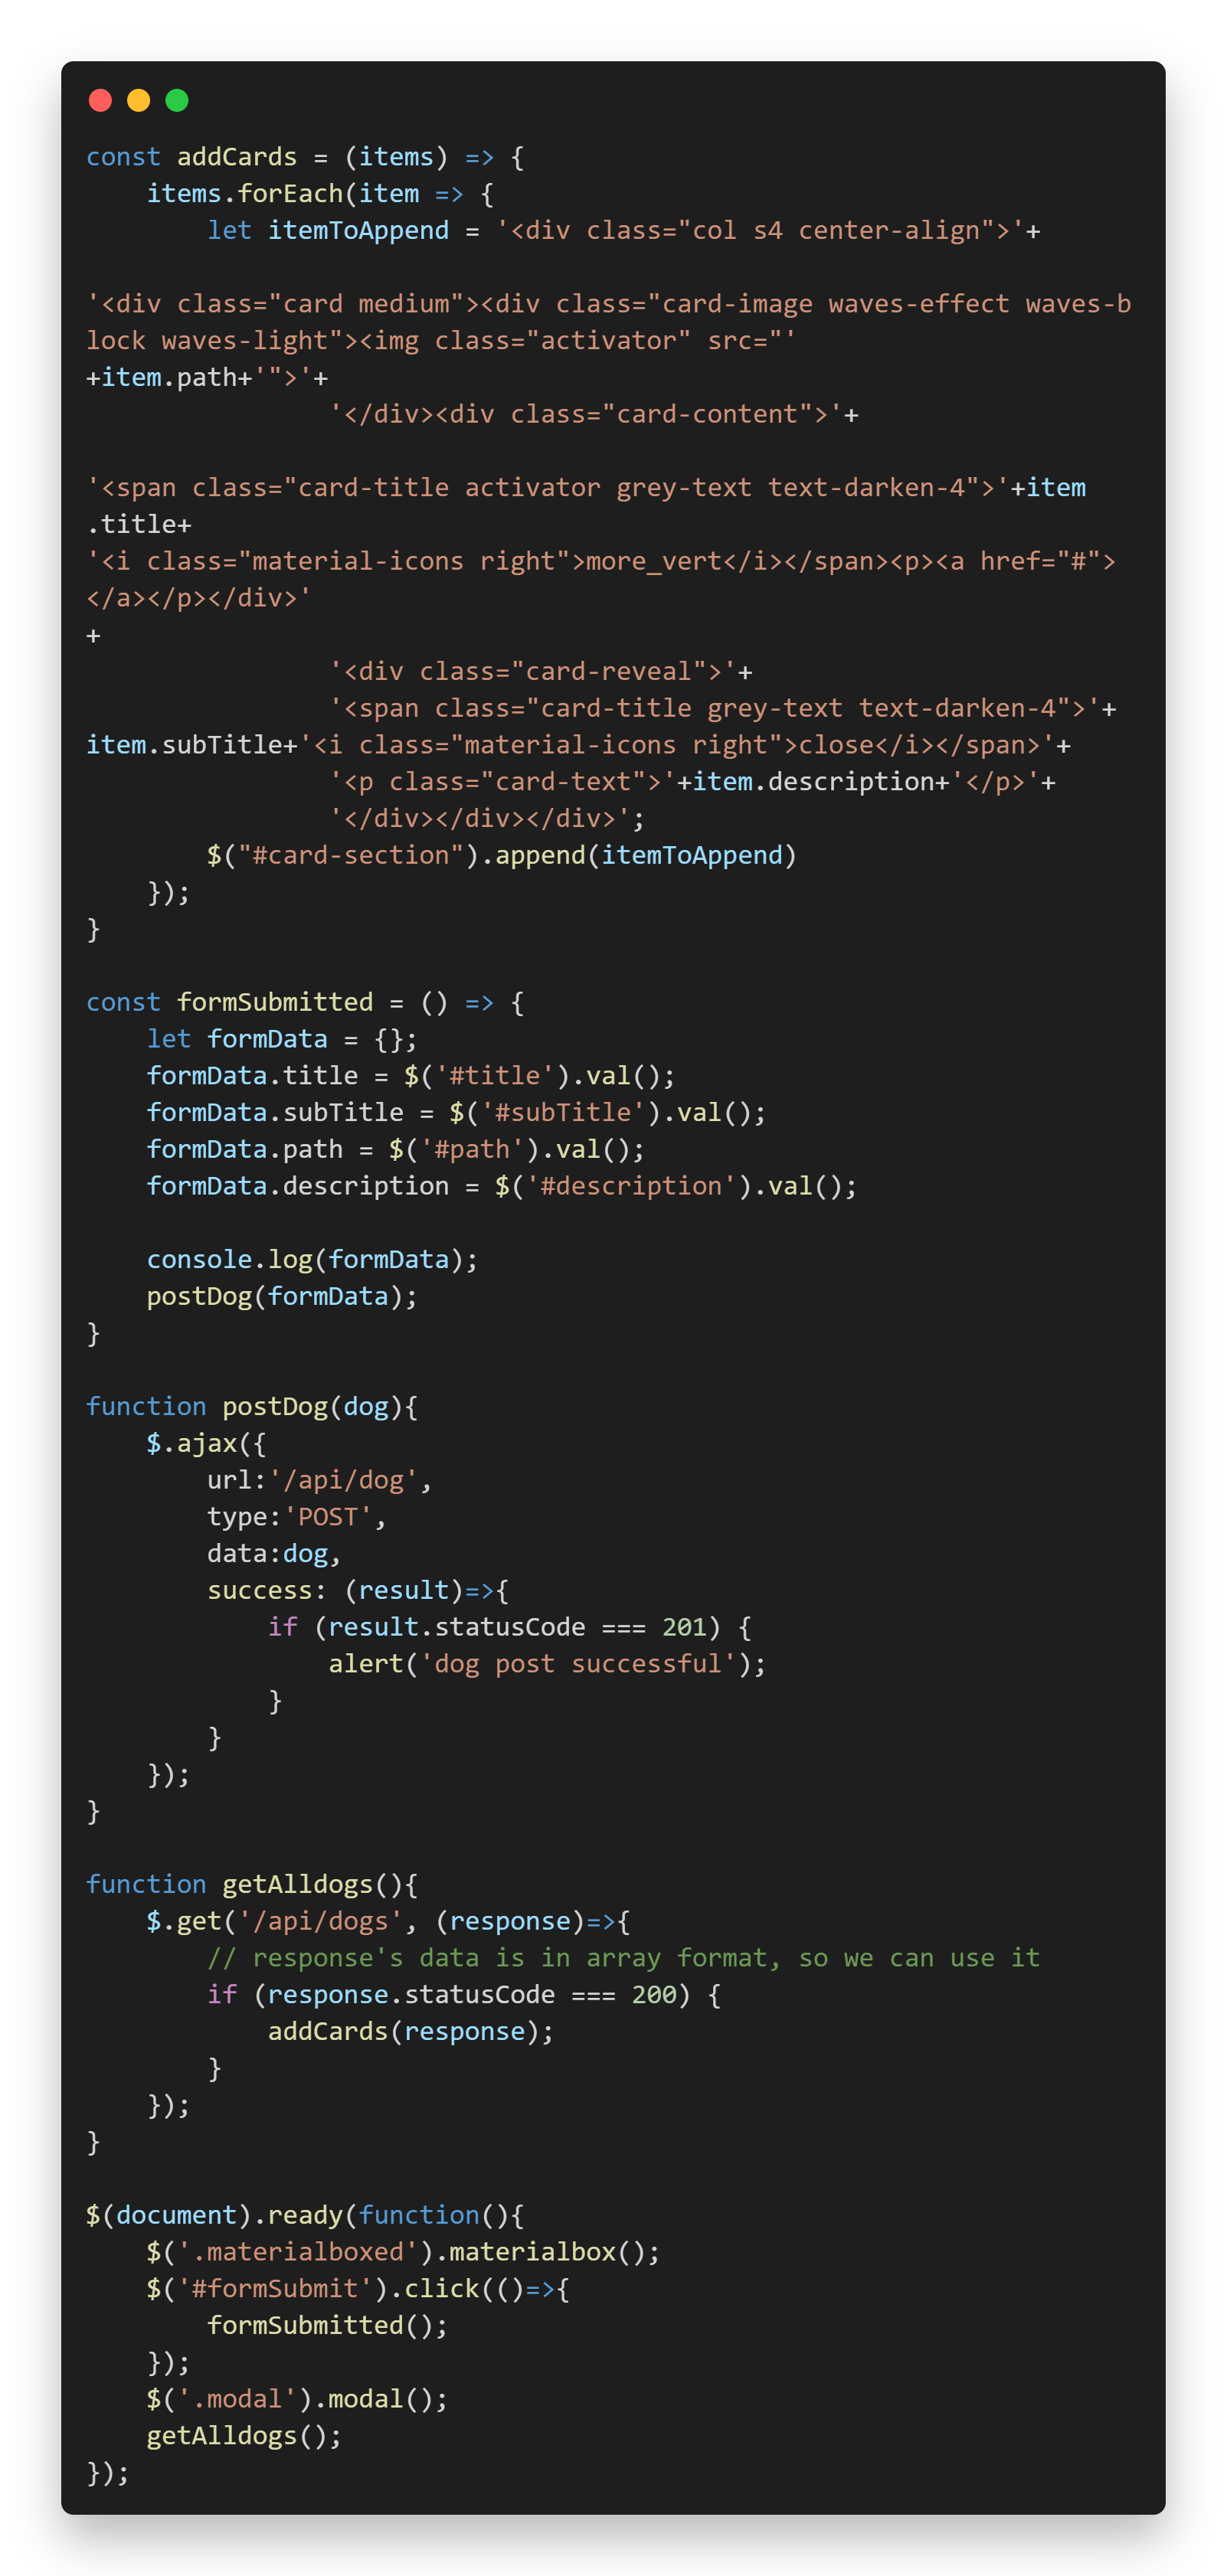 const addCards = (items) => {
    items.forEach(item => {
        let itemToAppend = '<div class="col s4 center-align">'+

'<div class="card medium"><div class="card-image waves-effect waves-b
lock waves-light"><img class="activator" src="'
+item.path+'">'+
                '</div><div class="card-content">'+

'<span class="card-title activator grey-text text-darken-4">'+item
.title+
'<i class="material-icons right">more_vert</i></span><p><a href="#">
</a></p></div>'
+
                '<div class="card-reveal">'+
                '<span class="card-title grey-text text-darken-4">'+
item.subTitle+'<i class="material-icons right">close</i></span>'+
                '<p class="card-text">'+item.description+'</p>'+
                '</div></div></div>';
        $("#card-section").append(itemToAppend)
    });
}

const formSubmitted = () => {
    let formData = {};
    formData.title = $('#title').val();
    formData.subTitle = $('#subTitle').val();
    formData.path = $('#path').val();
    formData.description = $('#description').val();

    console.log(formData);
    postDog(formData);
}

function postDog(dog){
    $.ajax({
        url:'/api/dog',
        type:'POST',
        data:dog,
        success: (result)=>{
            if (result.statusCode === 201) {
                alert('dog post successful');
            }
        }
    });
}

function getAlldogs(){
    $.get('/api/dogs', (response)=>{
        // response's data is in array format, so we can use it
        if (response.statusCode === 200) {
            addCards(response);
        }
    });
}

$(document).ready(function(){
    $('.materialboxed').materialbox();
    $('#formSubmit').click(()=>{
        formSubmitted();
    });
    $('.modal').modal();
    getAlldogs();
});